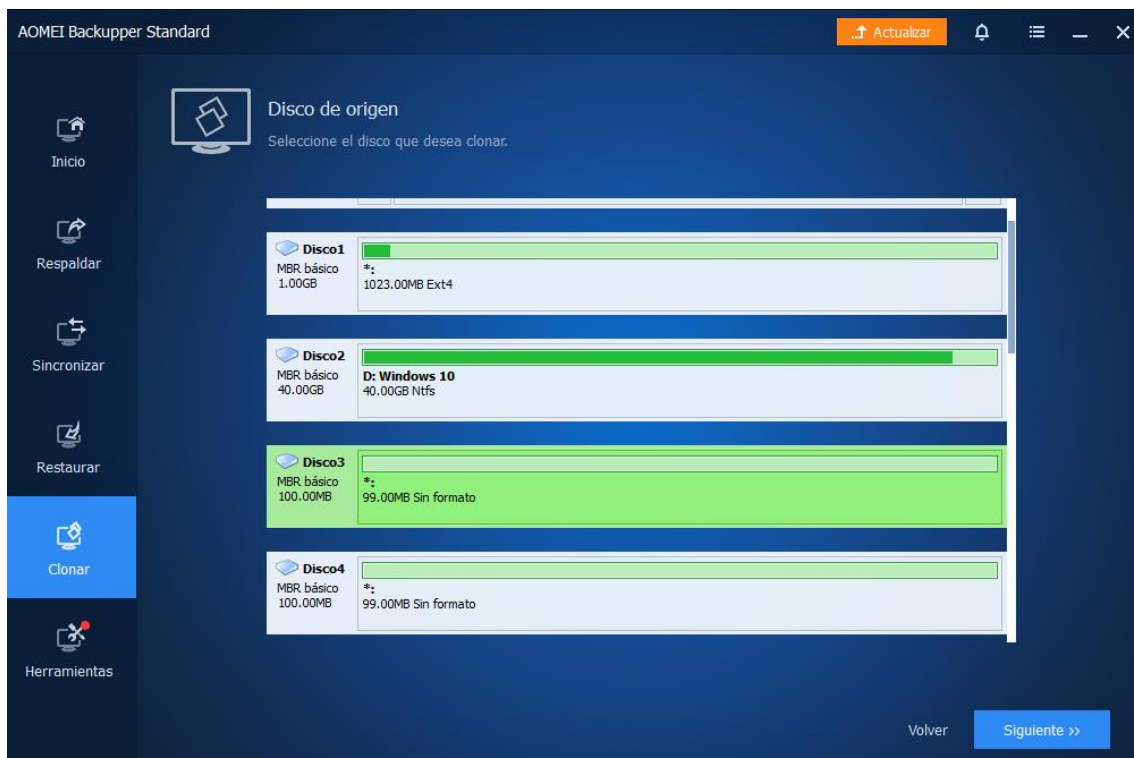 AOMEI Backupper Standard
Actualizar
Inicio
Respaldar
Sincronizar
Restaurar
Clonar
Herramientas
Disco de origen
Seleccione el disco que desea clonar.
Disco1
MBR básico
1.00GB
*:
1023.00MB Ext4
Disco2
MBR básico
40.00GB
D: Windows 10
40.00GB Ntfs
Disco3
MBR básico
100.00MB
*:
99.00MB Sin formato
Disco4
MBR básico
100.00MB
*:
99.00MB Sin formato
Volver
Siguiente >>